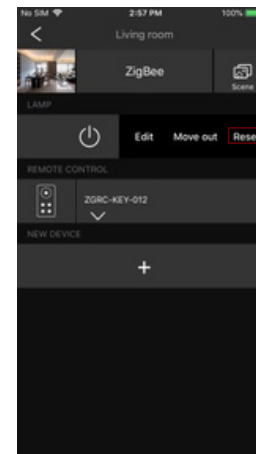 No SIM 2:57 PM 100%
Living room
ZigBee
Scene
LAMP
Edit Move out Rese
REMOTE CONTROL
ZGRC-KEY-012
NEW DEVICE
+